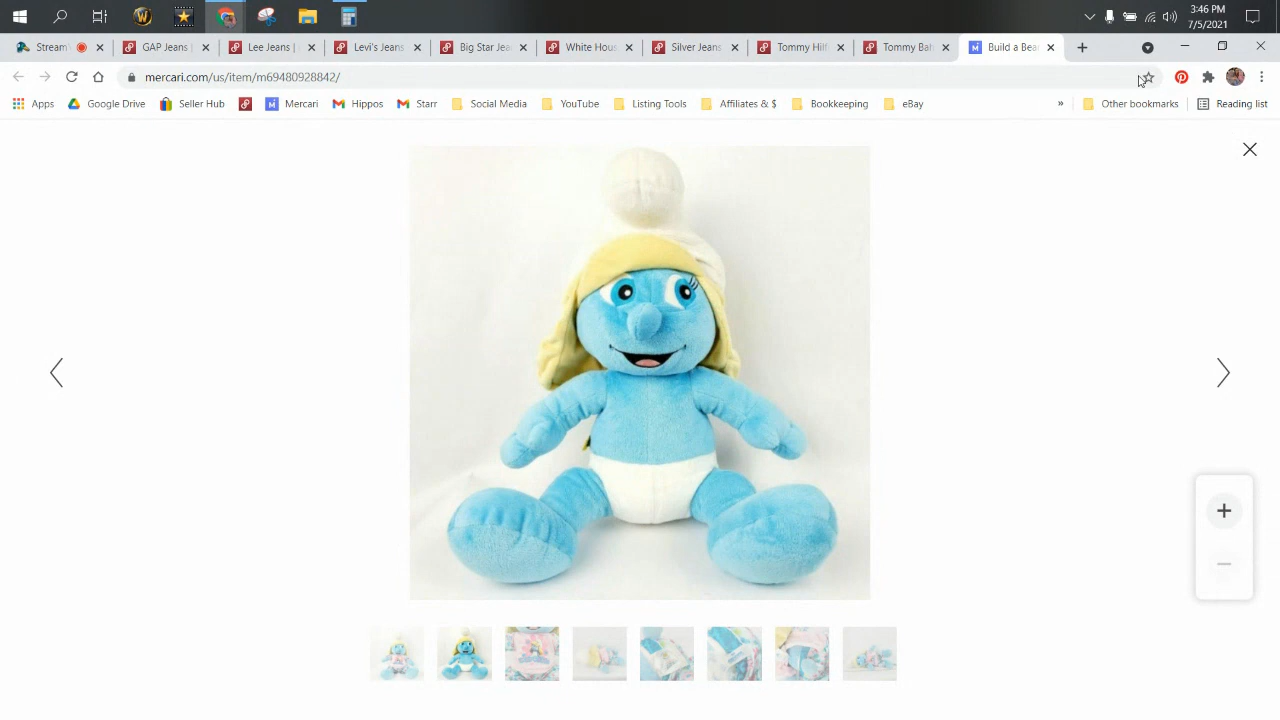 3:46 PM
7/5/2021
Stream
GAP Jeans |
Lee Jeans |
Levi's Jeans
Big Star Jea
White Hous
Silver Jeans
Tommy Hilf
Tommy Bah
Build a Bea
mercari.com/us/item/m69480928842/
Apps
Google Drive
Seller Hub
Mercari
Hippos
Starr
Social Media
YouTube
Listing Tools
Affiliates & $
Bookkeeping
eBay
»
Other bookmarks
Reading list